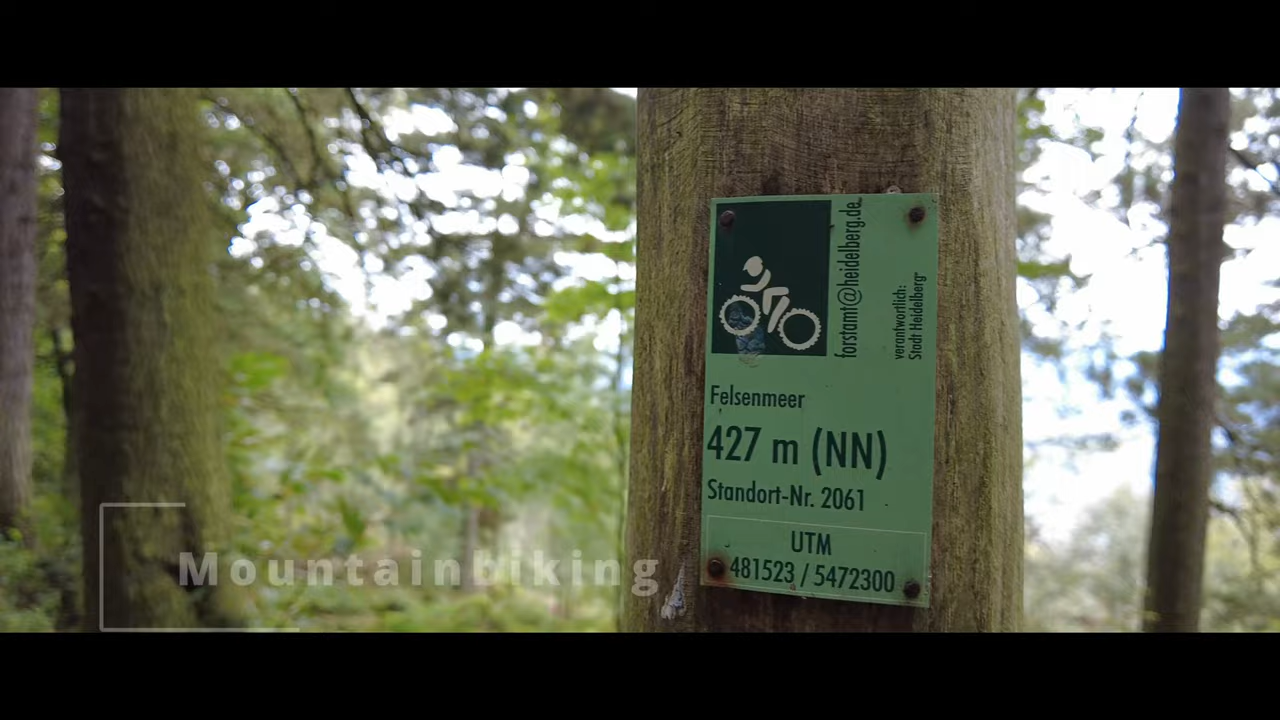 forstamt@heidelberg.de
verantwortlich:
Stadt Heidelberg
Felsenmeer
427 m (NN)
Standort-Nr. 2061
UTM
481523 / 5472300
Mountainbiking